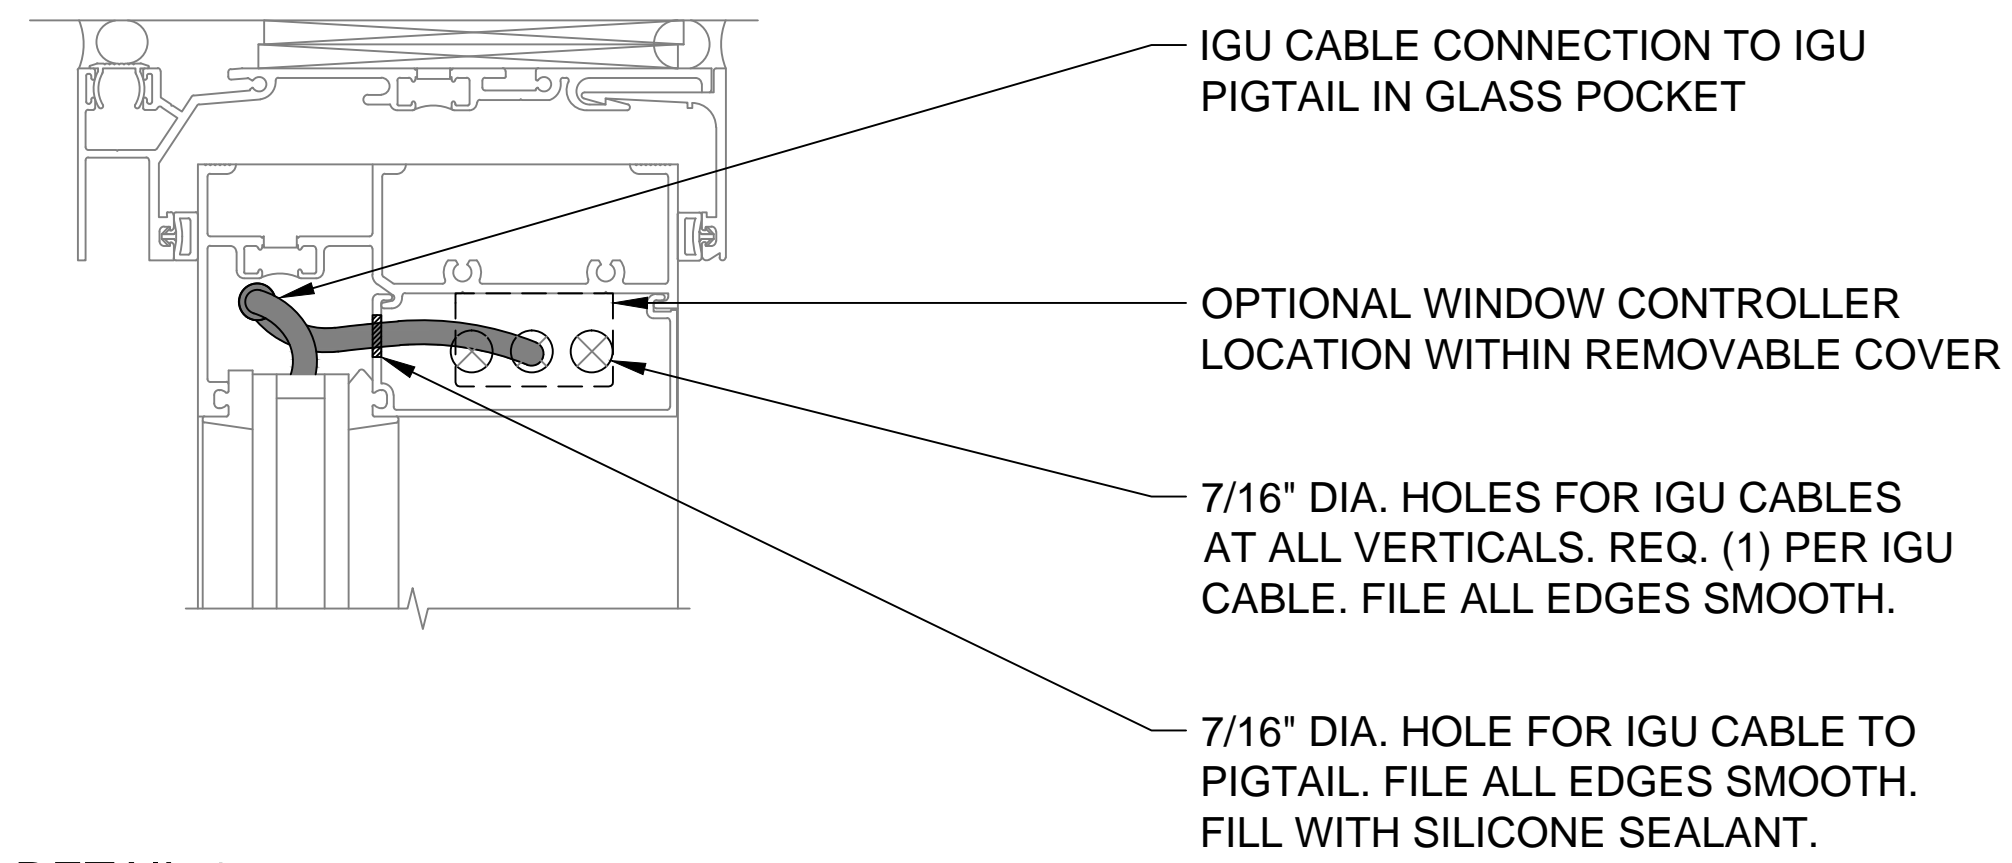 IGU CABLE CONNECTION TO IGU
PIGTAIL IN GLASS POCKET
OPTIONAL WINDOW CONTROLLER
LOCATION WITHIN REMOVABLE COVER
7/16" DIA. HOLES FOR IGU CABLES
AT ALL VERTICALS. REQ. (1) PER IGU
CABLE. FILE ALL EDGES SMOOTH.
7/16" DIA. HOLE FOR IGU CABLE TO
PIGTAIL. FILE ALL EDGES SMOOTH.
FILL WITH SILICONE SEALANT.